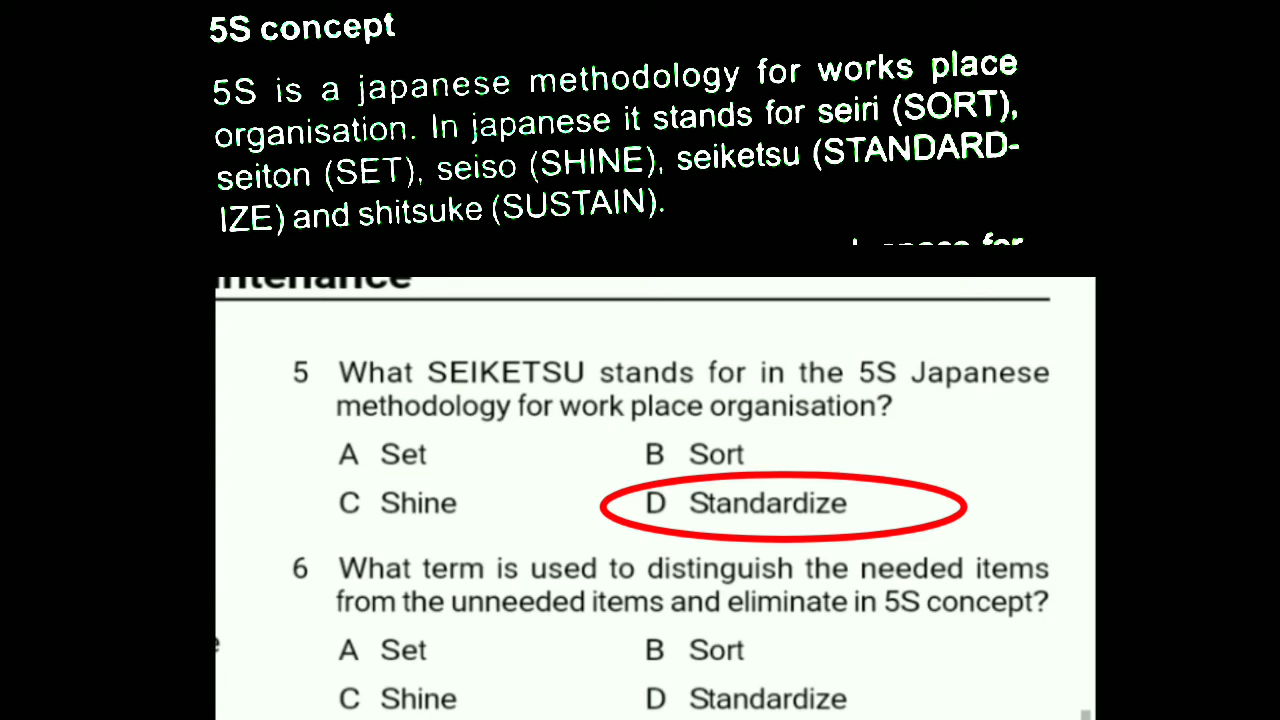 5S concept
5S is a japanese methodology for works place
organisation. In japanese it stands for seiri (SORT),
seiton (SET), seiso (SHINE), seiketsu (STANDARD-
IZE) and shitsuke (SUSTAIN).
5 What SEIKETSU stands for in the 5S Japanese
methodology for work place organisation?
A Set B Sort
C Shine D Standardize
6 What term is used to distinguish the needed items
from the unneeded items and eliminate in 5S concept?
A Set B Sort
C Shine D Standardize